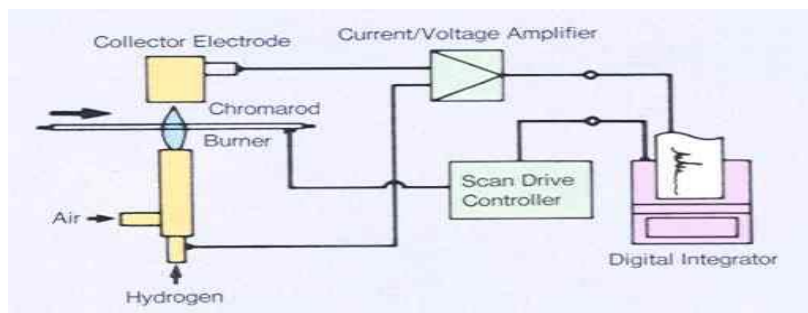 Current/Voltage Amplifier
Collector Electrode
Chromarod
Burner
Scan Drive
Controller
Air
Digital Integrator
Hydrogen